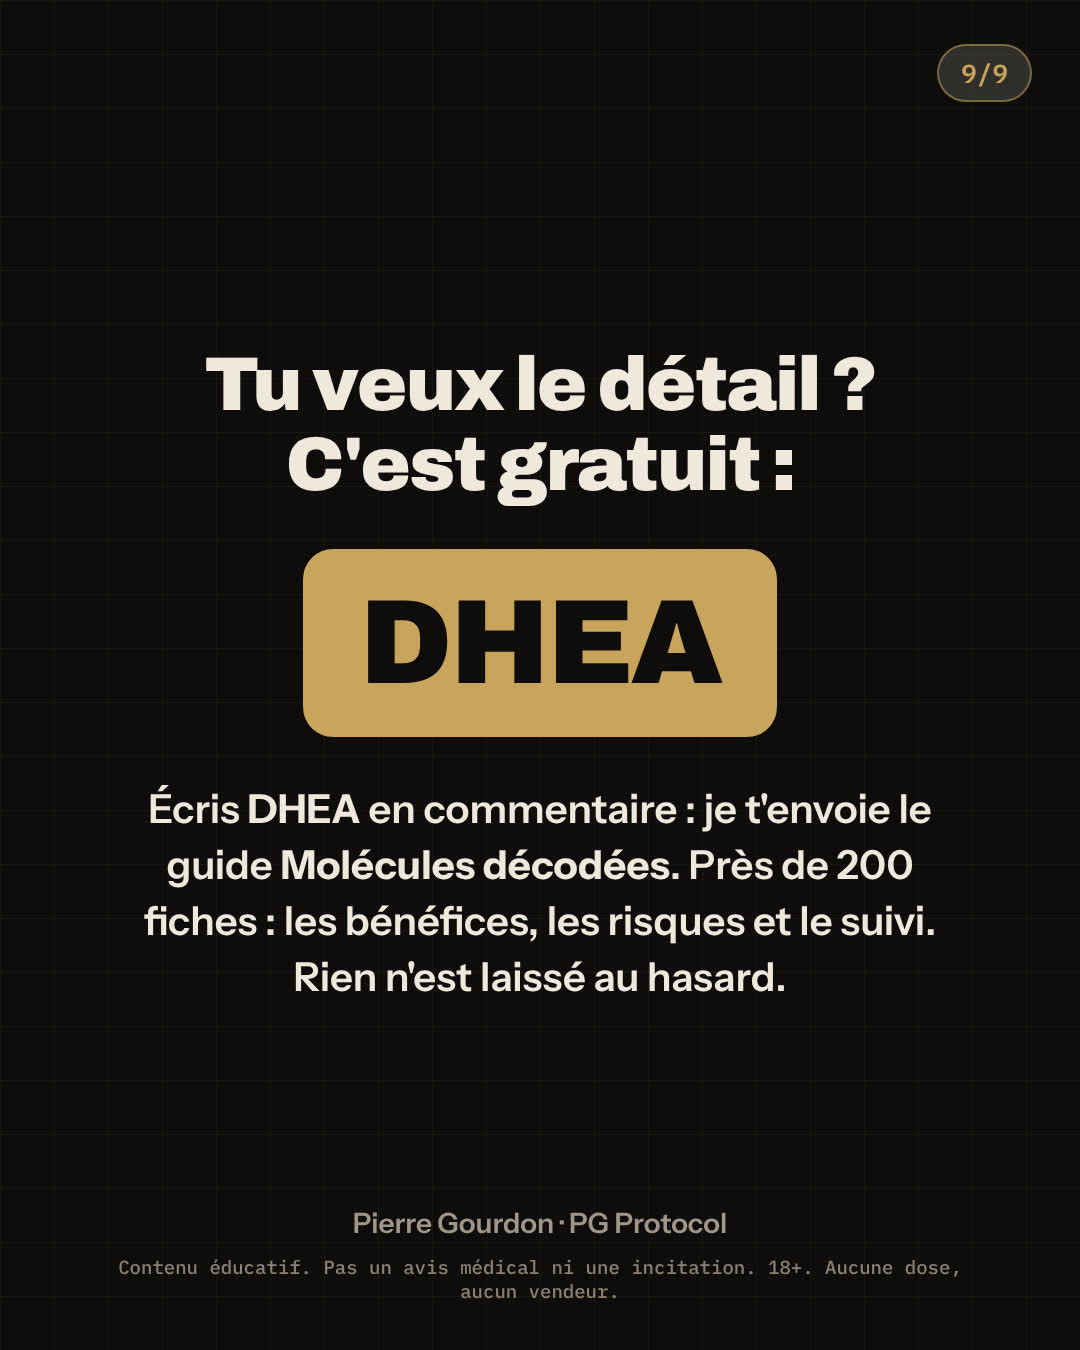 9/9
Tu veux le détail ?
C'est gratuit :
DHEA
Écris DHEA en commentaire : je t'envoie le
guide Molécules décodées. Près de 200
fiches : les bénéfices, les risques et le suivi.
Rien n'est laissé au hasard.
Pierre Gourdon · PG Protocol
Contenu éducatif. Pas un avis médical ni une incitation. 18+. Aucune dose,
aucun vendeur.